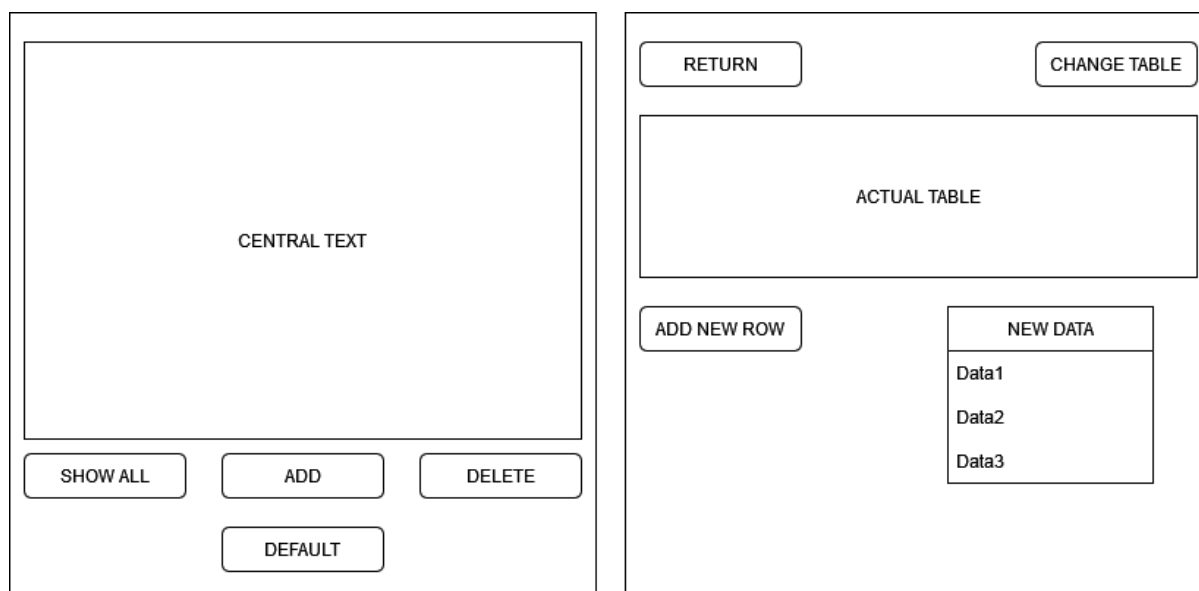 CENTRAL TEXT
SHOW ALL
ADD
DELETE
DEFAULT
RETURN
CHANGE TABLE
ACTUAL TABLE
ADD NEW ROW
NEW DATA
Data1
Data2
Data3